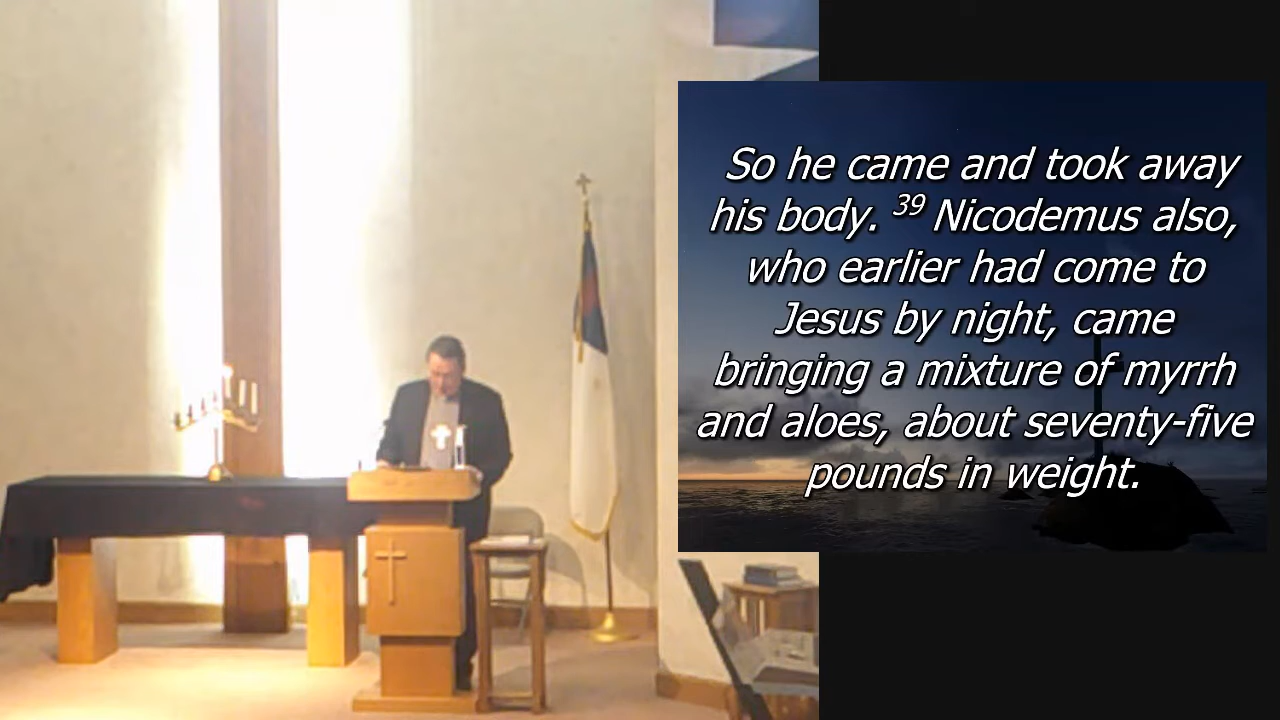 So he came and took away
his body. 39 Nicodemus also,
who earlier had come to
Jesus by night, came
bringing a mixture of myrrh
and aloes, about seventy-five
pounds in weight.